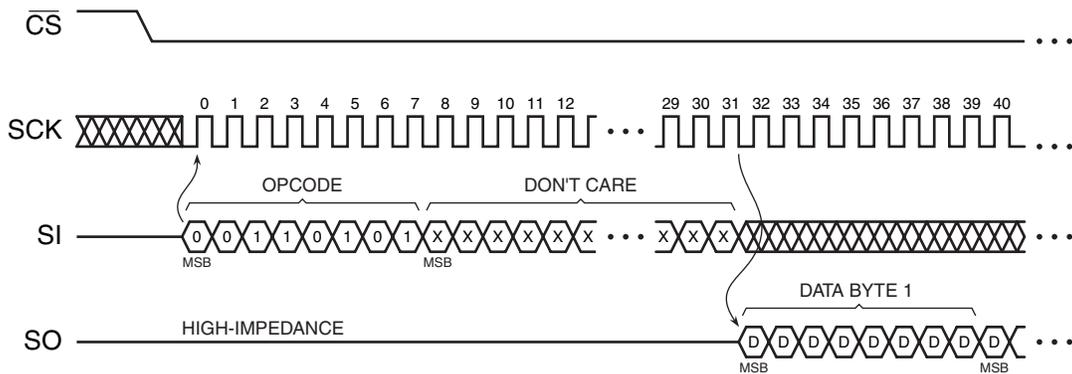 CS
0 1 2 3 4 5 6 7 8 9 10 11 12 29 30 31 32 33 34 35 36 37 38 39 40
SCK
OPCODE DON'T CARE
SI 0 0 1 1 0 1 0 1 X X X X X X X X X
MSB MSB
DATA BYTE 1
HIGH-IMPEDANCE
SO D D D D D D D D D
MSB MSB